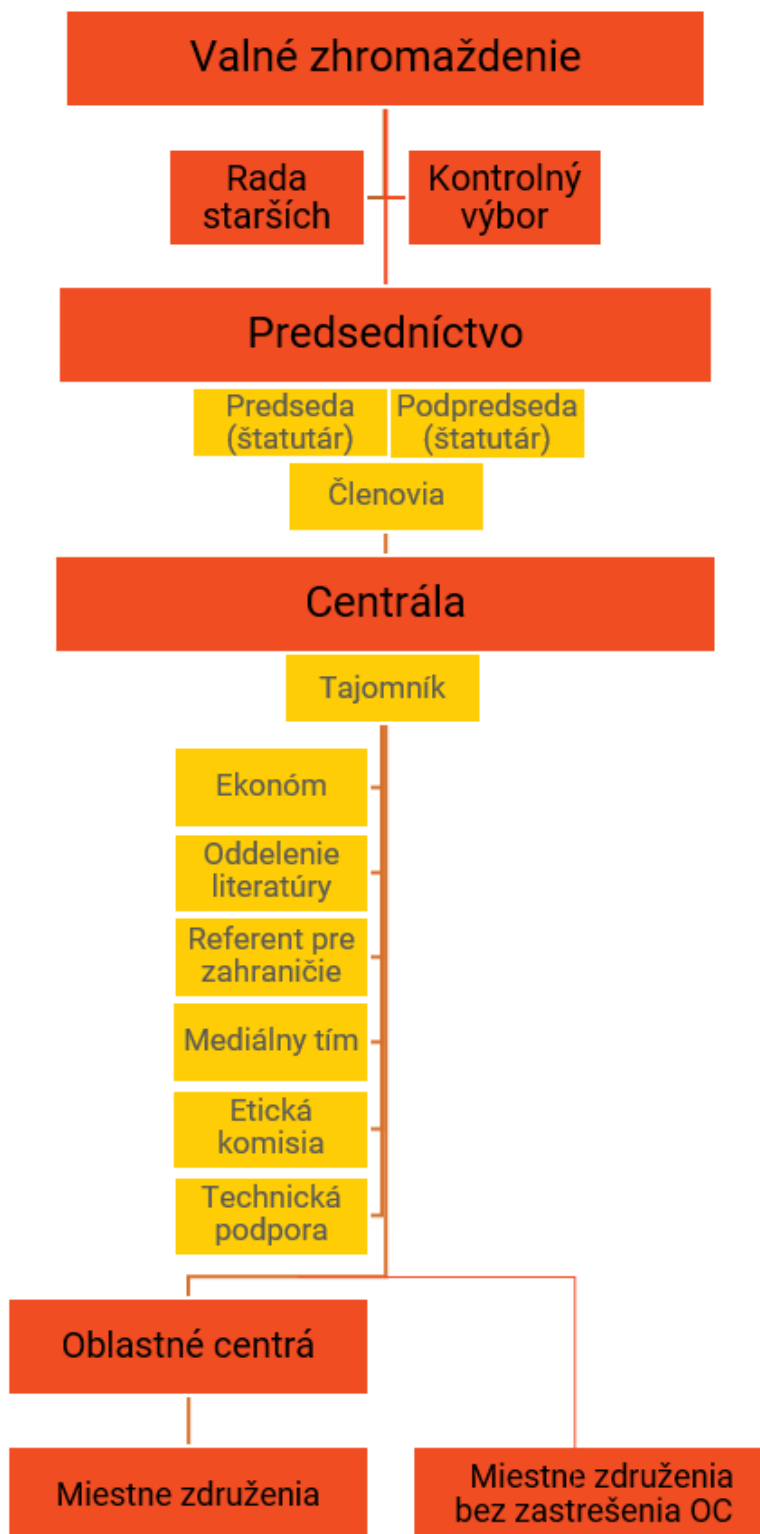 Valné zhromaždenie
Rada
starších
Kontrolný
výbor
Predsedníctvo
Predseda
(štatutár)
Podpredseda
(štatutár)
Členovia
Centrála
Tajomník
Ekonóm
Oddelenie
literatúry
Referent pre
zahraničie
Mediálny tím
Etická
komisia
Technická
podpora
Oblastné centrá
Miestne združenia
Miestne združenia
bez zastrešenia OC